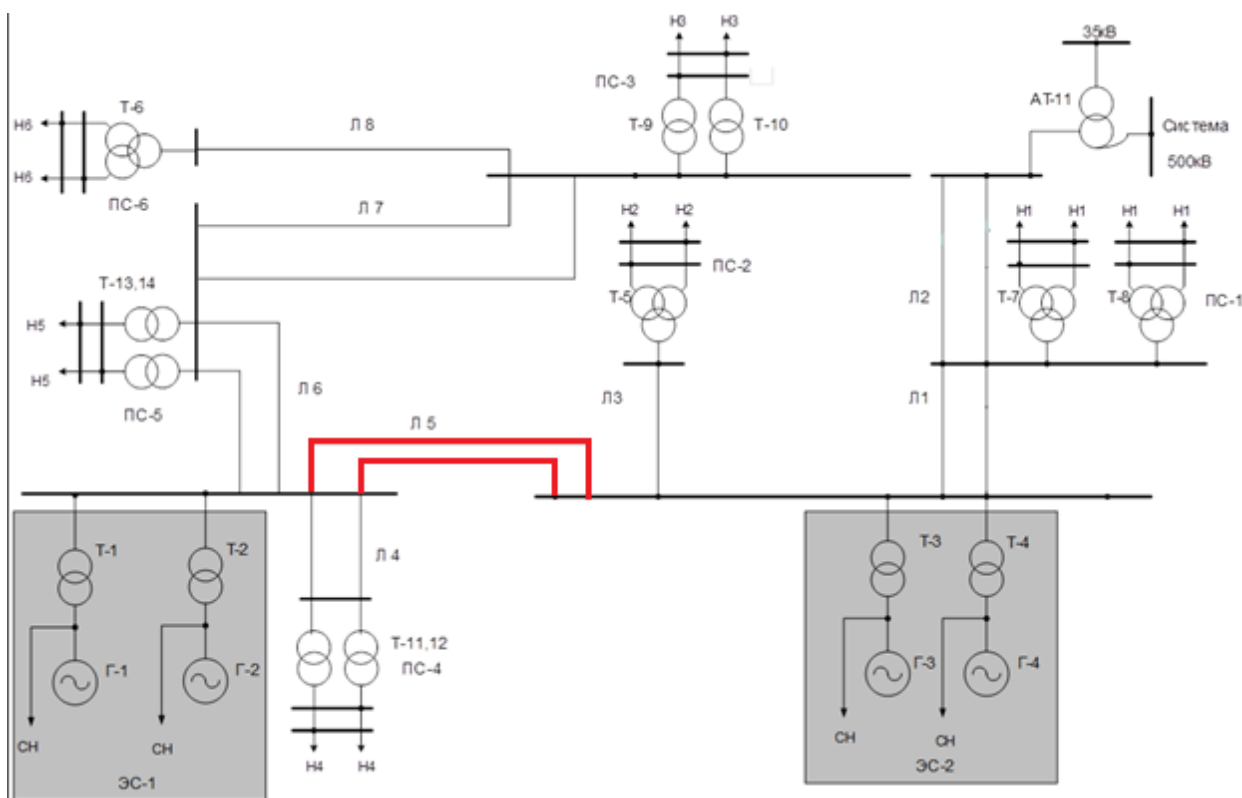 Н3 Н3
35кВ
ПС-3
АТ-11
Т-6
Т-9 Т-10
Система
500кВ
Н6
Л 8
Н6
ПС-6
Л 7
Н2 Н2
Н1 Н1 Н1 Н1
ПС-2
Т-13,14
Т-5
Л2
Т-7 Т-8 ПС-1
Н5
Н5
Л 6
Л3
Л1
ПС-5
Л 5
Т-1 Т-2
Л 4
Т-3 Т-4
Т-11,12
ПС-4
Г-1 Г-2
Г-3 Г-4
СН СН
Н4 Н4
СН СН
ЭС-1
ЭС-2